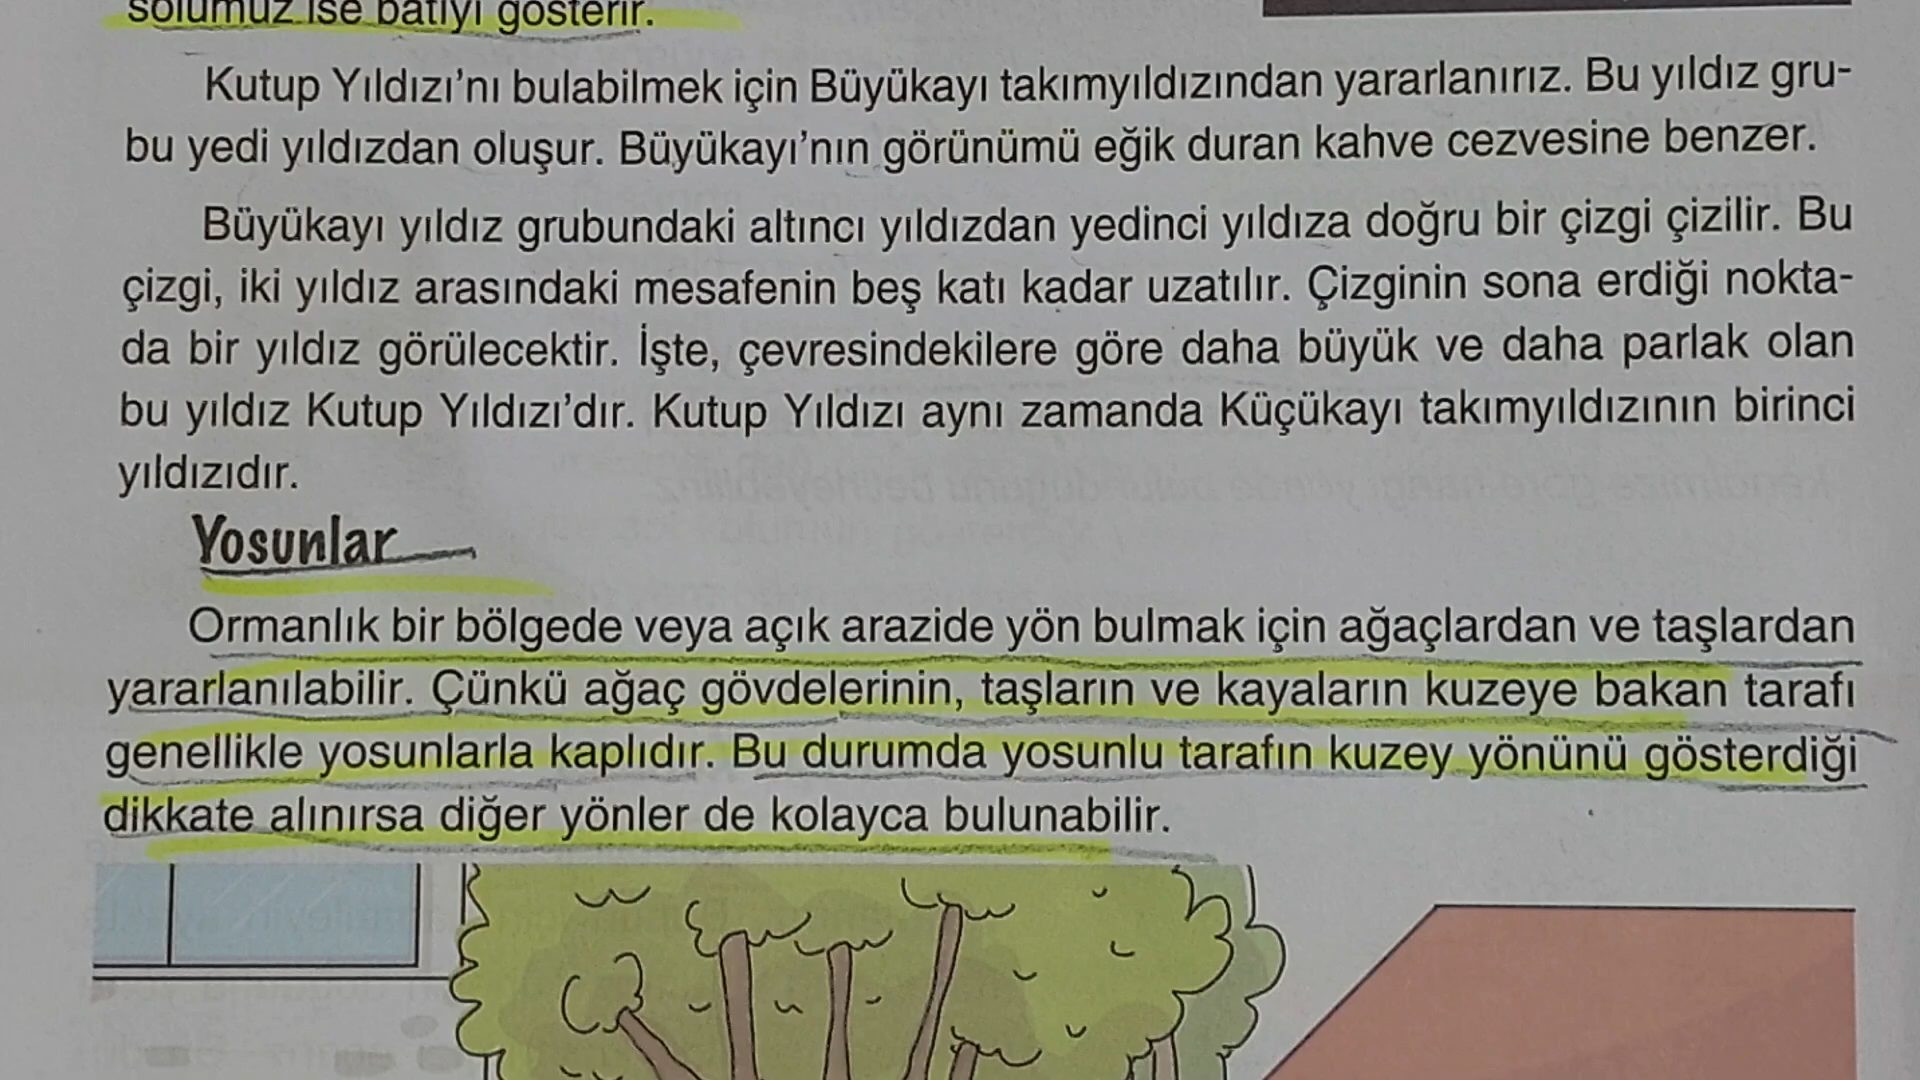 solumuz ise batıyı gösterir.
Kutup Yıldızı'nı bulabilmek için Büyükayı takımyıldızından yararlanırız. Bu yıldız gru-
bu yedi yıldızdan oluşur. Büyükayı'nın görünümü eğik duran kahve cezvesine benzer.
Büyükayı yıldız grubundaki altıncı yıldızdan yedinci yıldıza doğru bir çizgi çizilir. Bu
çizgi, iki yıldız arasındaki mesafenin beş katı kadar uzatılır. Çizginin sona erdiği nokta-
da bir yıldız görülecektir. İşte, çevresindekilere göre daha büyük ve daha parlak olan
bu yıldız Kutup Yıldızı'dır. Kutup Yıldızı aynı zamanda Küçükayı takımyıldızının birinci
yıldızıdır.
Yosunlar
Ormanlık bir bölgede veya açık arazide yön bulmak için ağaçlardan ve taşlardan
yararlanılabilir. Çünkü ağaç gövdelerinin, taşların ve kayaların kuzeye bakan tarafı
genellikle yosunlarla kaplıdır. Bu durumda yosunlu tarafın kuzey yönünü gösterdiği
dikkate alınırsa diğer yönler de kolayca bulunabilir.